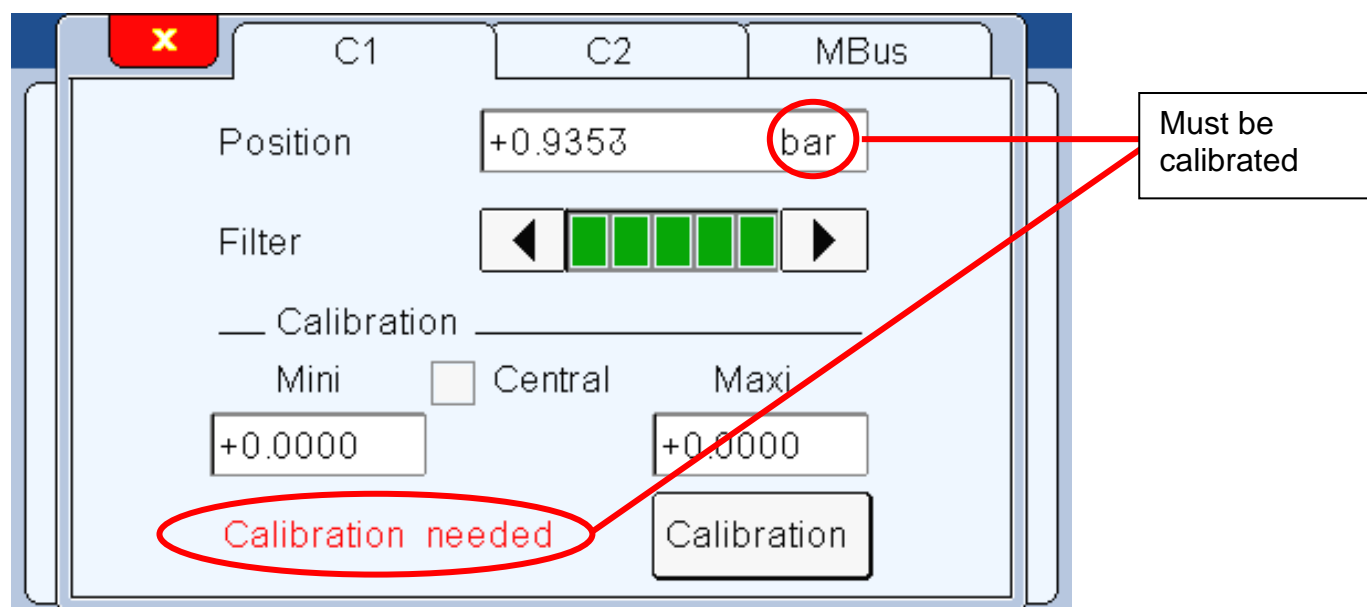 x C1 C2 MBus
Position +0.9353 bar
Must be
calibrated
Filter
Calibration
Mini Central Maxi
+0.0000 +0.0000
Calibration needed Calibration